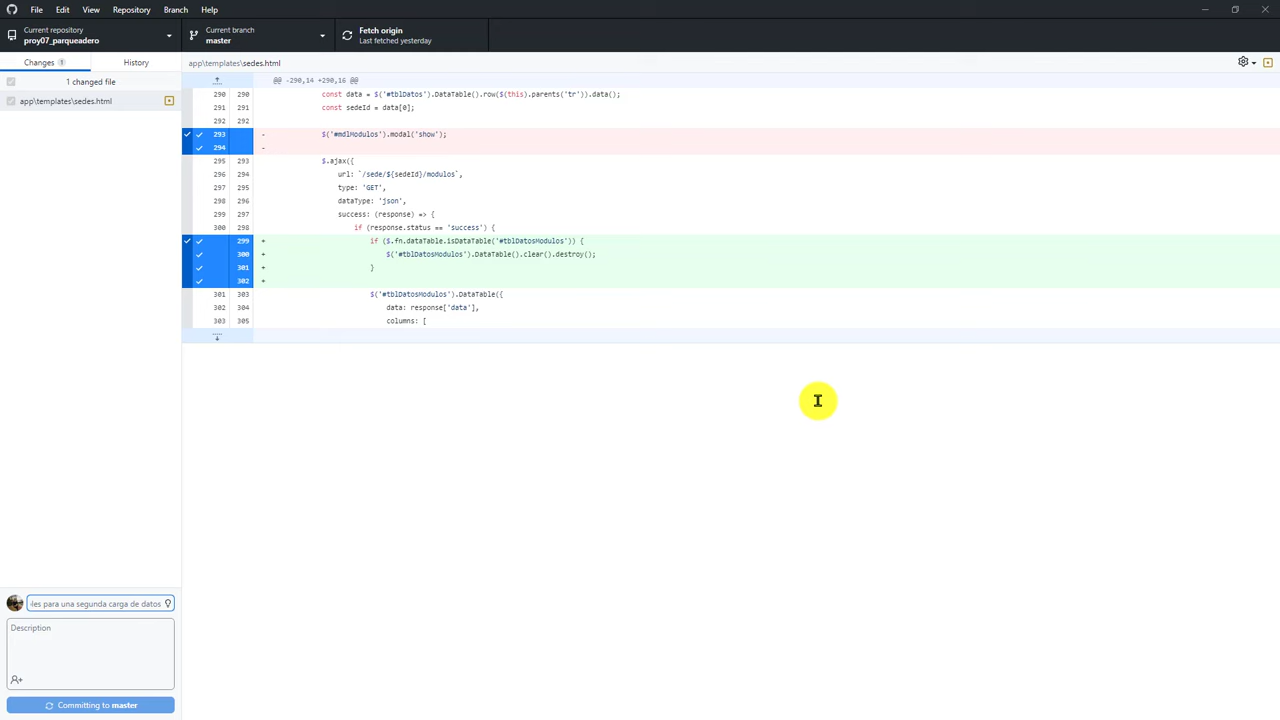 File Edit View Repository Branch Help
Current repository
proy07_parqueadero
Current branch
master
Fetch origin
Last fetched yesterday
Changes 1
History
app\templates\sedes.html
1 changed file
app\templates\sedes.html
@@ -290,14 +290,16 @@
290 290 const data = $('#tblDatos').DataTable().row($(this).parents('tr')).data();
291 291 const sedeId = data[0];
292 292
293 - $('#mdlModulos').modal('show');
294 -
295 293 $.ajax({
296 294 url: `/sede/${sedeId}/modulos`,
297 295 type: 'GET',
298 296 dataType: 'json',
299 297 success: (response) => {
300 298 if (response.status == 'success') {
299 + if ($.fn.dataTable.isDataTable('#tblDatosModulos')) {
300 + $('#tblDatosModulos').DataTable().clear().destroy();
301 + }
302 +
301 303 $('#tblDatosModulos').DataTable({
302 304 data: response['data'],
303 305 columns: [
les para una segunda carga de datos
Description
Committing to master